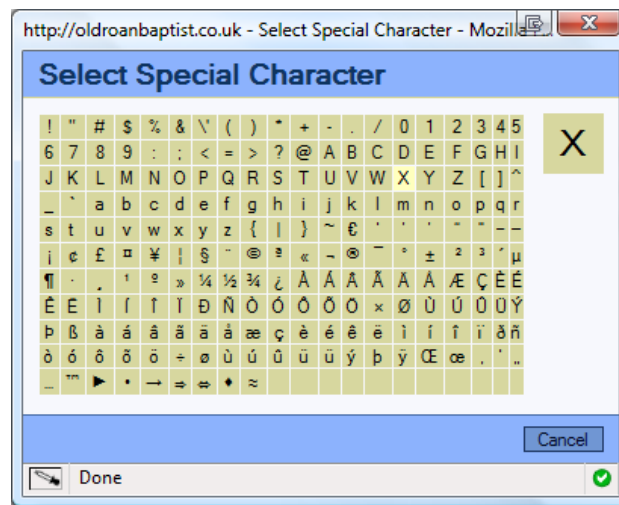 http://oldroanbaptist.co.uk - Select Special Character - Mozill
Select Special Character
! " # $ % & \' ( ) * + - . / 0 1 2 3 4 5
X
6 7 8 9 : ; < = > ? @ A B C D E F G H I
J K L M N O P Q R S T U V W X Y Z [ ] ^
_ ` a b c d e f g h i j k l m n o p q r
s t u v w x y z { | } ~ € ‘ ’ ’ “ ” – —
¡ ¢ £ ¤ ¥ ¦ § ¨ © ª « ¬ ® ¯ ° ± ² ³ ´ µ
¶ · ¸ ¹ º » ¼ ½ ¾ ¿ À Á Â Ã Ä Å Æ Ç È É
Ê Ë Ì Í Î Ï Ð Ñ Ò Ó Ô Õ Ö × Ø Ù Ú Û Ü Ý
Þ ß à á â ã ä å æ ç è é ê ë ì í î ï ð ñ
ò ó ô õ ö ÷ ø ù ú û ü ü ý þ ÿ Œ œ ‚ ‛ „
… ™ ► • → ⇒ ⇔ ♦ ≈
Cancel
Done